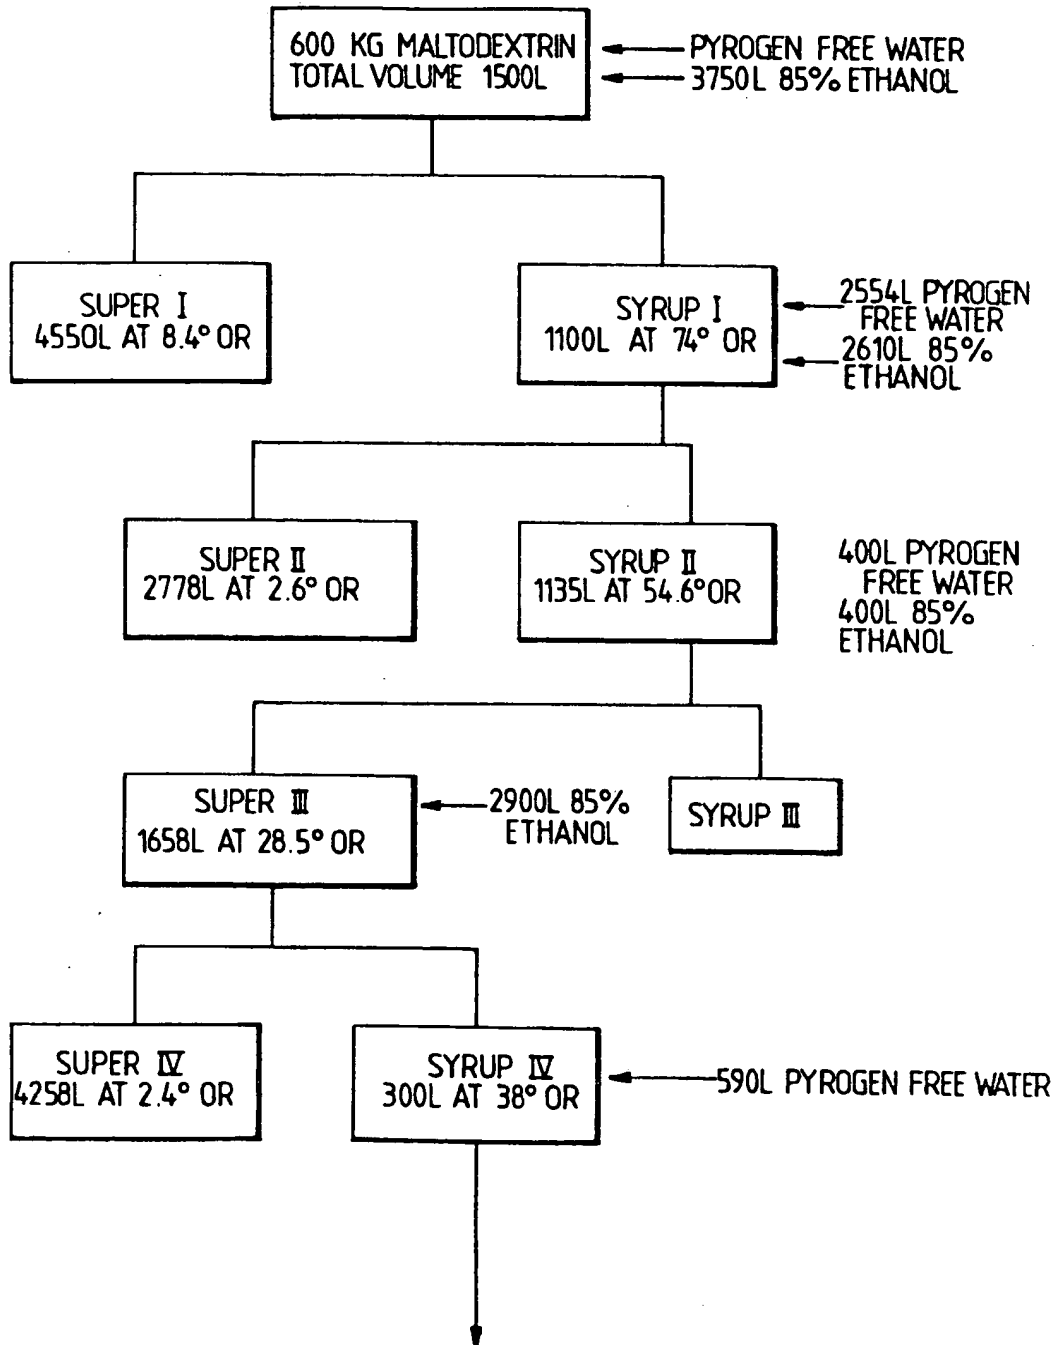 600 KG MALTODEXTRIN
TOTAL VOLUME 1500L
PYROGEN FREE WATER
3750L 85% ETHANOL
SUPER I
4550L AT 8.4° OR
SYRUP I
1100L AT 74° OR
2554L PYROGEN
FREE WATER
2610L 85%
ETHANOL
SUPER II
2778L AT 2.6° OR
SYRUP II
1135L AT 54.6° OR
400L PYROGEN
FREE WATER
400L 85%
ETHANOL
SUPER III
1658L AT 28.5° OR
2900L 85%
ETHANOL
SYRUP III
SUPER IV
4258L AT 2.4° OR
SYRUP IV
300L AT 38° OR
590L PYROGEN FREE WATER